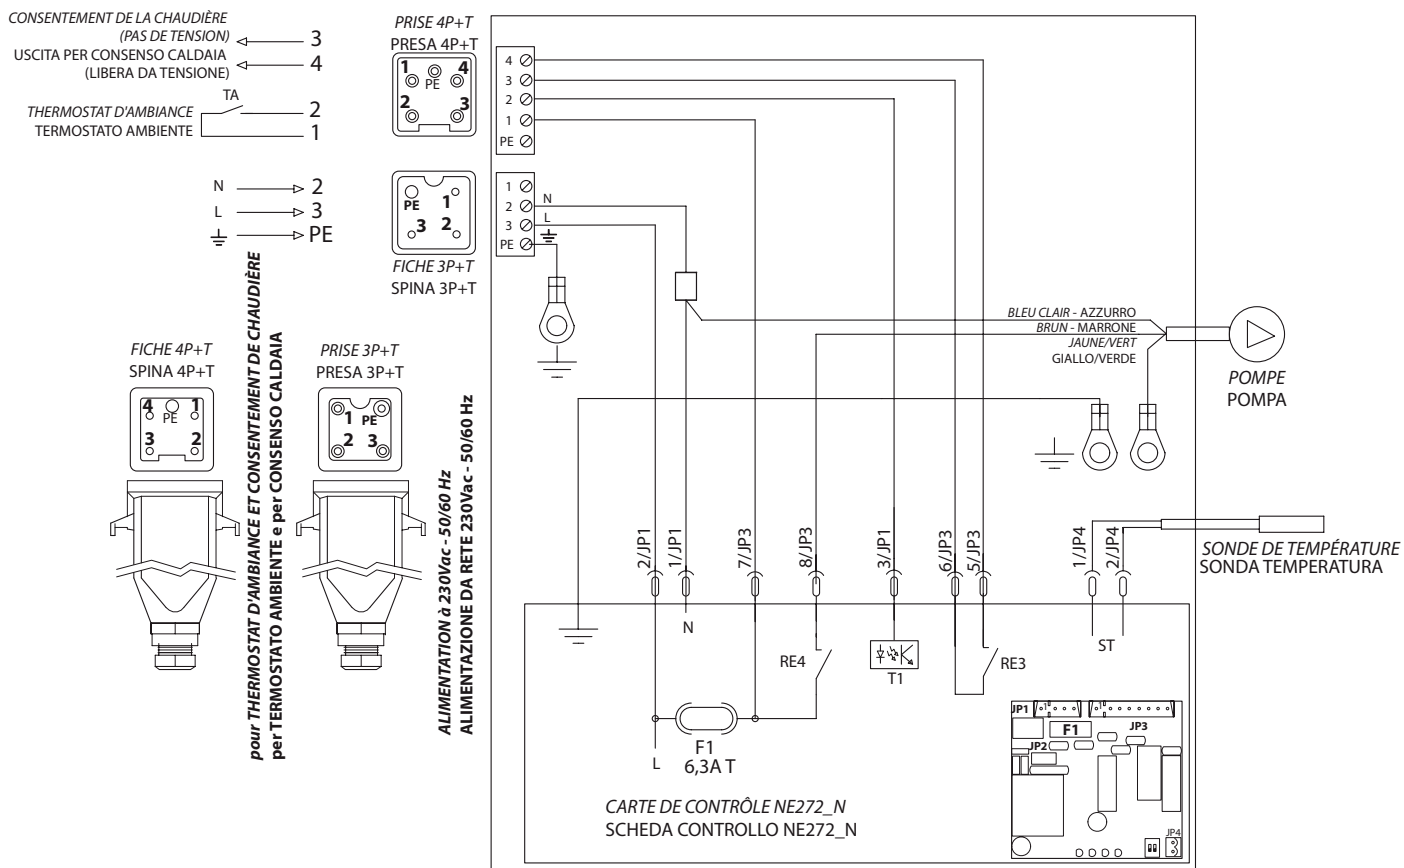 CONSENTEMENT DE LA CHAUDIÈRE
(PAS DE TENSION)
USCITA PER CONSENSO CALDAIA
(LIBERA DA TENSIONE)
3
4
TA
THERMOSTAT D'AMBIANCE
TERMOSTATO AMBIENTE
2
1
N
2
L
3
PE
PRISE 4P+T
PRESA 4P+T
1
4
PE
2
3
PE
1
3
2
FICHE 3P+T
SPINA 3P+T
4
3
2
1
PE
1
2
3
PE
N
L
FICHE 4P+T
SPINA 4P+T
4
1
PE
3
2
PRISE 3P+T
PRESA 3P+T
1
PE
2
3
pour THERMOSTAT D'AMBIANCE ET CONSENTEMENT DE CHAUDIÈRE
per TERMOSTATO AMBIENTE e per CONSENSO CALDAIA
ALIMENTATION à 230Vac - 50/60 Hz
ALIMENTAZIONE DA RETE 230Vac - 50/60 Hz
BLEU CLAIR - AZZURRO
BRUN - MARRONE
JAUNE/VERT
GIALLO/VERDE
POMPE
POMPA
2/JP1
1/JP1
7/JP3
8/JP3
3/JP1
6/JP3
5/JP3
1/JP4
2/JP4
SONDE DE TEMPÉRATURE
SONDA TEMPERATURA
N
RE4
T1
RE3
ST
L
F1
6,3A T
CARTE DE CONTRÔLE NE272_N
SCHEDA CONTROLLO NE272_N
JP1
1
1
F1
JP3
JP2
JP4